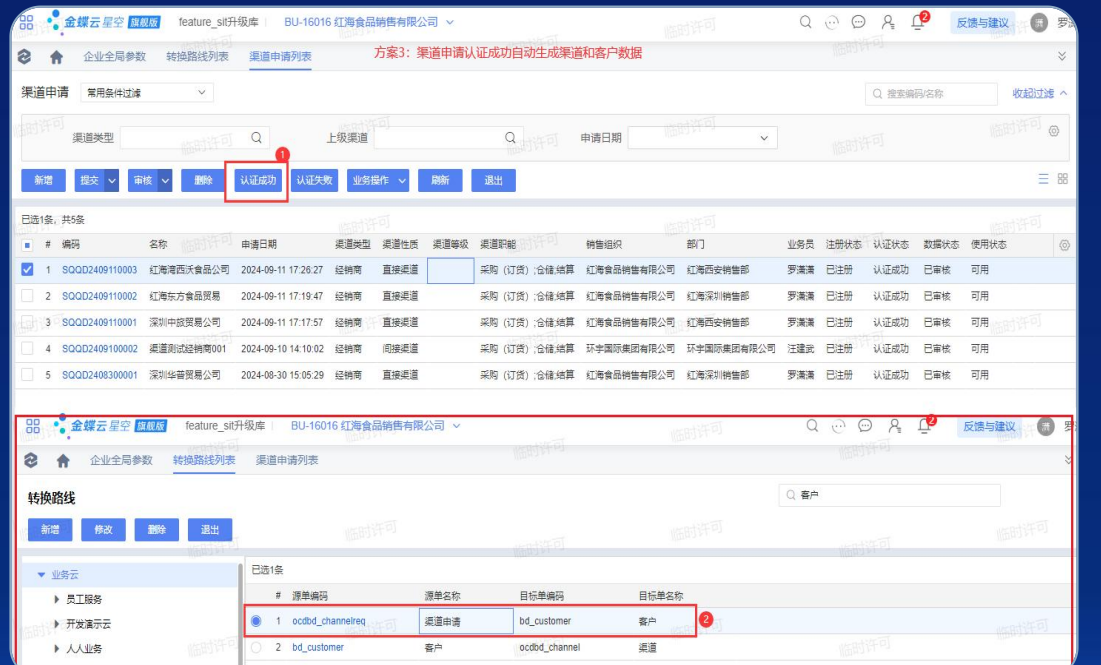 金蝶云星空 旗舰版 feature_sit升级库 BU-16016 红海食品销售有限公司 2 反馈与建议
企业全局参数 转换路线列表 渠道申请列表 方案3：渠道申请认证成功自动生成渠道和客户数据
渠道申请 常用条件过滤 搜索编码/名称 收起过滤
渠道类型 上级渠道 申请日期
1
新增 提交 审核 删除 认证成功 认证失败 业务操作 刷新 退出
已选1条，共5条
# 编码 名称 申请日期 渠道类型 渠道性质 渠道等级 渠道职能 销售组织 部门 业务员 注册状态 认证状态 数据状态 使用状态
1 SQQD2409110003 红海湾西沃食品公司 2024-09-11 17:26:27 经销商 直接渠道 采购（订货）;仓储;结算 红海食品销售有限公司 红海西安销售部 罗潇潇 已注册 认证成功 已审核 可用
2 SQQD2409110002 红海东方食品贸易 2024-09-11 17:19:47 经销商 直接渠道 采购（订货）;仓储;结算 红海食品销售有限公司 红海深圳销售部 罗潇潇 已注册 认证成功 已审核 可用
3 SQQD2409110001 深圳中旅贸易公司 2024-09-11 17:17:57 经销商 直接渠道 采购（订货）;仓储;结算 红海食品销售有限公司 红海西安销售部 罗潇潇 已注册 认证成功 已审核 可用
4 SQQD2409100002 渠道测试经销商001 2024-09-10 14:10:02 经销商 间接渠道 采购（订货）;仓储;结算 环宇国际集团有限公司 环宇国际集团有限公司 汪建武 已注册 认证成功 已审核 可用
5 SQQD2408300001 深圳华普贸易公司 2024-08-30 15:05:29 经销商 直接渠道 采购（订货）;仓储;结算 红海食品销售有限公司 红海深圳销售部 罗潇潇 已注册 认证成功 已审核 可用
金蝶云星空 旗舰版 feature_sit升级库 BU-16016 红海食品销售有限公司 2 反馈与建议
企业全局参数 转换路线列表 渠道申请列表
转换路线 客户
新增 修改 删除 退出
业务云 已选1条
# 源单编码 源单名称 目标单编码 目标单名称
员工服务
1 ocdbd_channelreq 渠道申请 bd_customer 客户 2
开发演示云
人人业务 2 bd_customer 客户 ocdbd_channel 渠道
临时许可